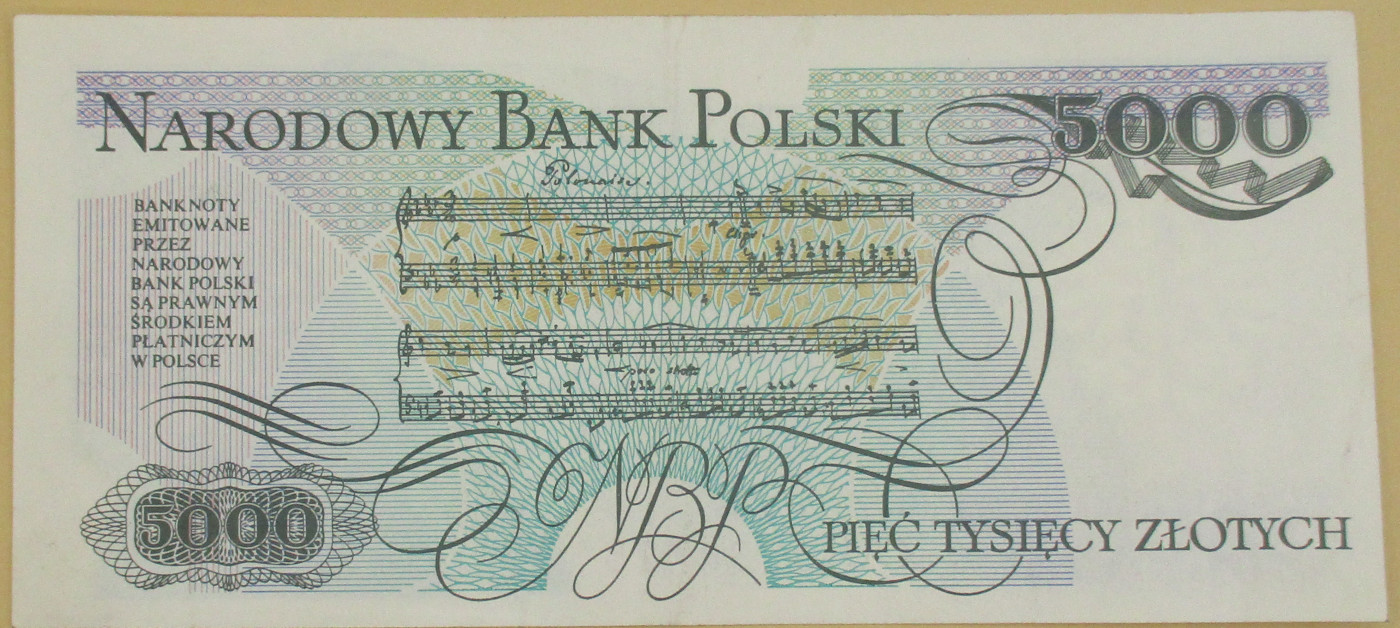 NARODOWY BANK POLSKI
5000
Polonaise.
BANKNOTY
EMITOWANE
PRZEZ
NARODOWY
BANK POLSKI
SĄ PRAWNYM
ŚRODKIEM
PŁATNICZYM
W POLSCE
NBP
5000
PIĘĆ TYSIĘCY ZŁOTYCH